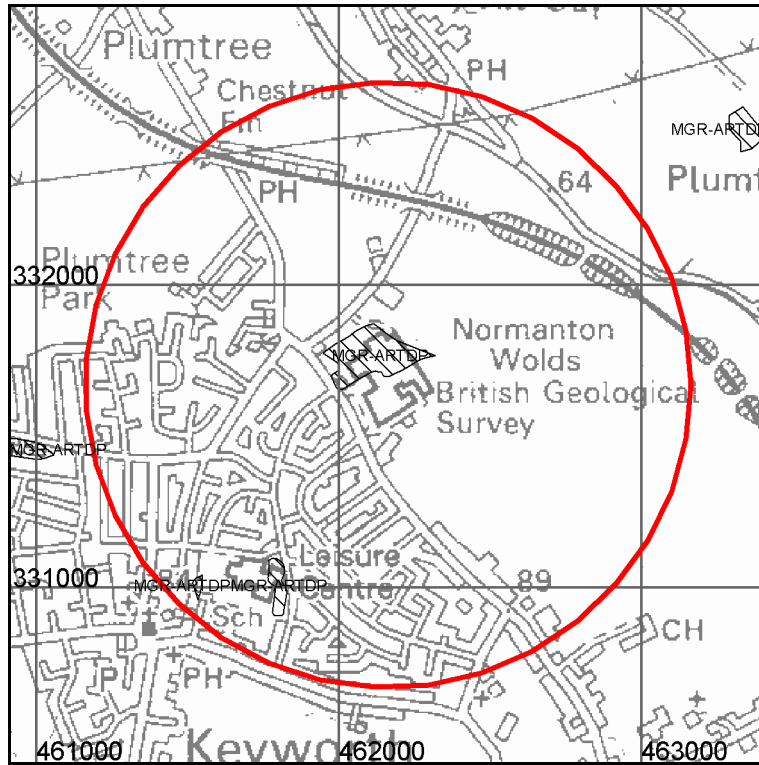 Plumtree
PH
Chestnut
Fm
MGR-ARTDP
PH
.64
Plumt
Plumtree
332000
Park
MGR-ARTDP
Normanton
Wolds
British Geological
Survey
MGR-ARTDP
Leisure
331000
MGR-ARTDP
MGR-ARTDP
Centre
89
Sch
CH
P
PH
Keyworth
461000
462000
463000